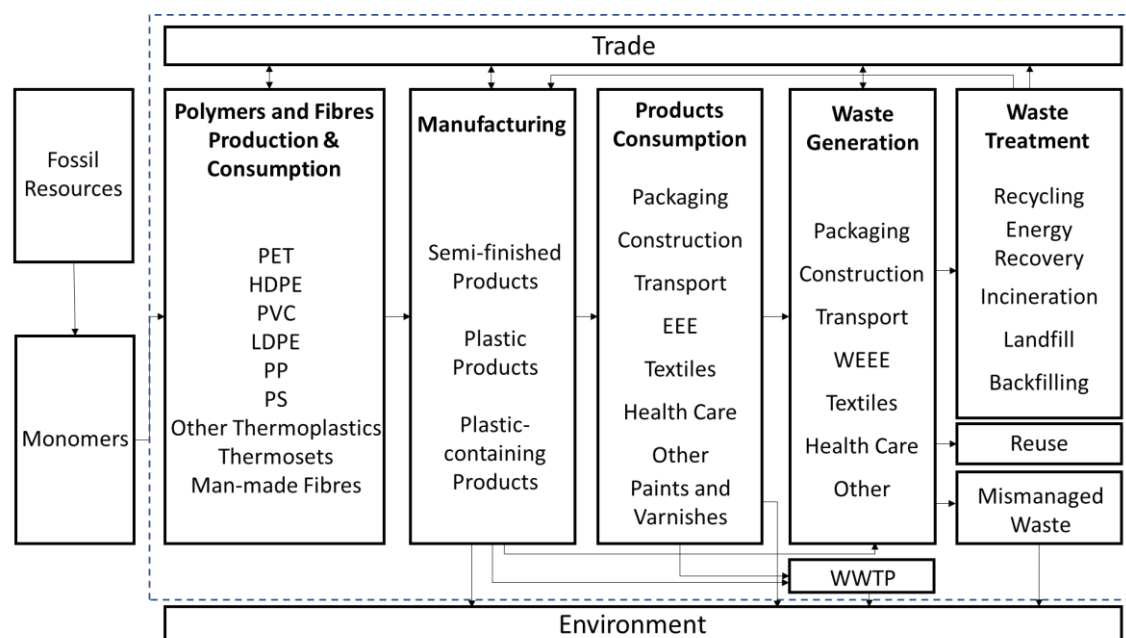 Trade
Fossil
Resources
Monomers
Polymers and Fibres
Production &
Consumption
PET
HDPE
PVC
LDPE
PP
PS
Other Thermoplastics
Thermosets
Man-made Fibres
Manufacturing
Semi-finished
Products
Plastic
Products
Plastic-
containing
Products
Products
Consumption
Packaging
Construction
Transport
EEE
Textiles
Health Care
Other
Paints and
Varnishes
Waste
Generation
Packaging
Construction
Transport
WEEE
Textiles
Health Care
Other
Waste
Treatment
Recycling
Energy
Recovery
Incineration
Landfill
Backfilling
Reuse
Mismanaged
Waste
WWTP
Environment